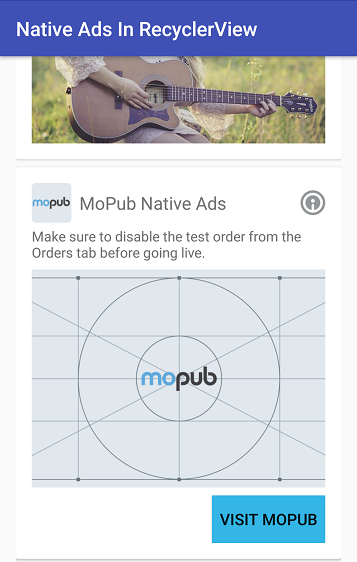 Native Ads In RecyclerView
mopub
MoPub Native Ads
Make sure to disable the test order from the
Orders tab before going live.
mopub
VISIT MOPUB